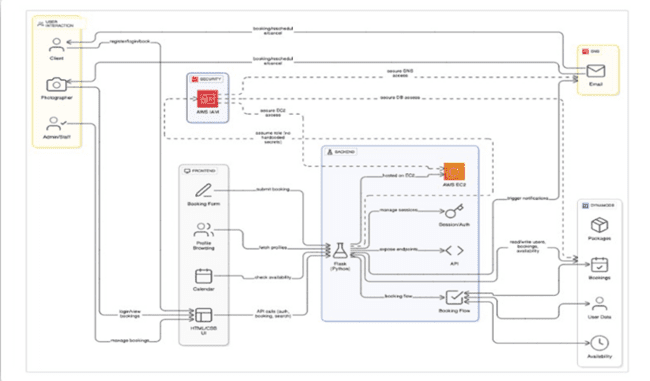 USER
INTERACTION
Client
Photographer
Admin/Staff
register/login/book
booking/reschedul
e/cancel
booking/reschedul
e/cancel
SECURITY
AWS IAM
secure SNS
access
secure DB access
secure EC2
access
assume role (no
hardcoded
secrets)
SNS
Email
FRONTEND
Booking Form
Profile
Browsing
Calendar
HTML/CSS
UI
submit booking
fetch profiles
check availability
API calls (auth,
booking, search)
login/view
bookings
manage bookings
BACKEND
Flask
(Python)
hosted on EC2
AWS EC2
manage sessions
Session/Auth
expose endpoints
API
booking flow
Booking Flow
trigger notifications
read/write users,
bookings,
availability
DYNAMODB
Packages
Bookings
User Data
Availability